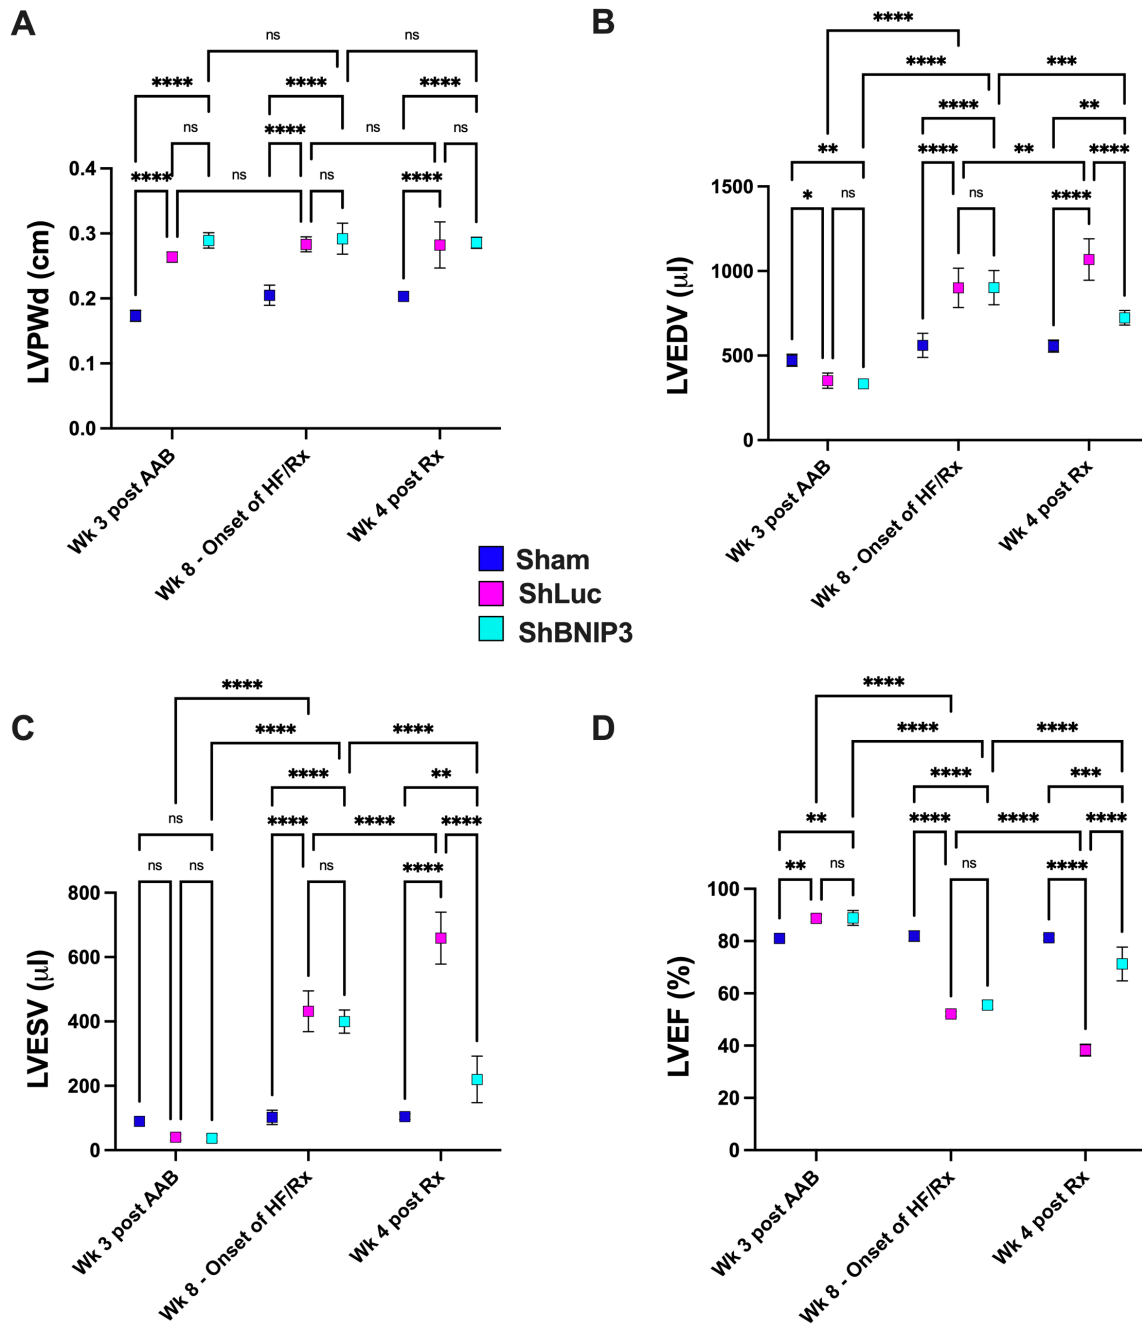 A
ns
ns
****
****
****
ns
****
ns
ns
****
ns
ns
****
0.4
0.3
0.2
0.1
0.0
LVPWd (cm)
Wk 3 post AAB
Wk 8 - Onset of HF/Rx
Wk 4 post Rx
B
****
****
***
****
**
**
****
**
****
*
ns
ns
****
1500
1000
500
0
LVEDV (µl)
Wk 3 post AAB
Wk 8 - Onset of HF/Rx
Wk 4 post Rx
Sham
ShLuc
ShBNIP3
C
****
****
****
****
**
ns
****
****
****
ns
ns
ns
****
800
600
400
200
0
LVESV (µl)
Wk 3 post AAB
Wk 8 - Onset of HF/Rx
Wk 4 post Rx
D
****
****
****
****
***
**
****
****
****
**
ns
ns
****
100
80
60
40
20
0
LVEF (%)
Wk 3 post AAB
Wk 8 - Onset of HF/Rx
Wk 4 post Rx